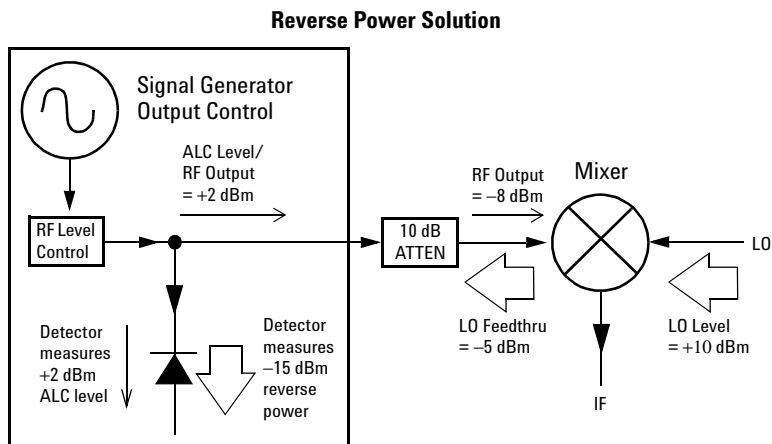 Reverse Power Solution
Signal Generator
Output Control
ALC Level/
RF Output
= +2 dBm
RF Level
Control
Detector
measures
+2 dBm
ALC level
Detector
measures
−15 dBm
reverse
power
10 dB
ATTEN
RF Output
= −8 dBm
Mixer
LO
LO Feedthru
= −5 dBm
LO Level
= +10 dBm
IF